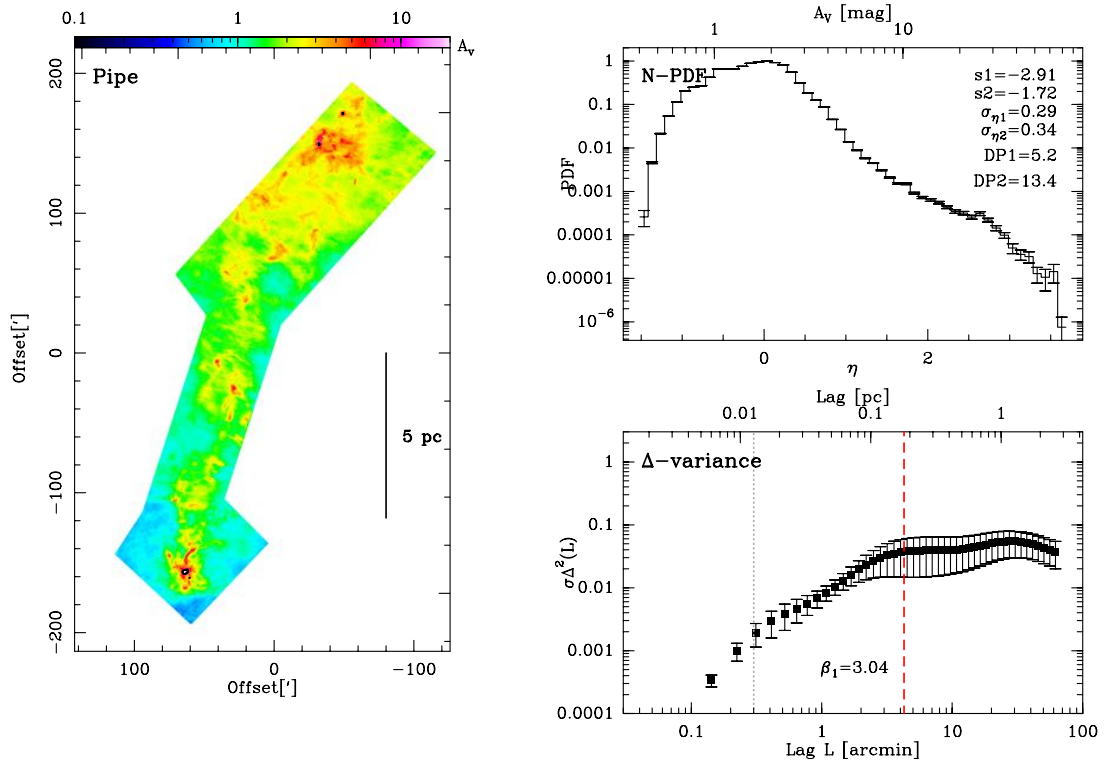 0.1 1 10
A_v
Pipe
200
100
0
-100
-200
Offset[']
5 pc
100 0 -100
Offset[']
A_V [mag]
1 10
N-PDF
s1=-2.91
s2=-1.72
σ_η1=0.29
σ_η2=0.34
DP1=5.2
DP2=13.4
PDF
1
0.1
0.01
0.001
0.0001
0.00001
10^-6
0 2
η
Lag [pc]
0.01 0.1 1
Δ-variance
1
0.1
0.01
0.001
0.0001
σΔ²(L)
β_1=3.04
0.1 1 10 100
Lag L [arcmin]